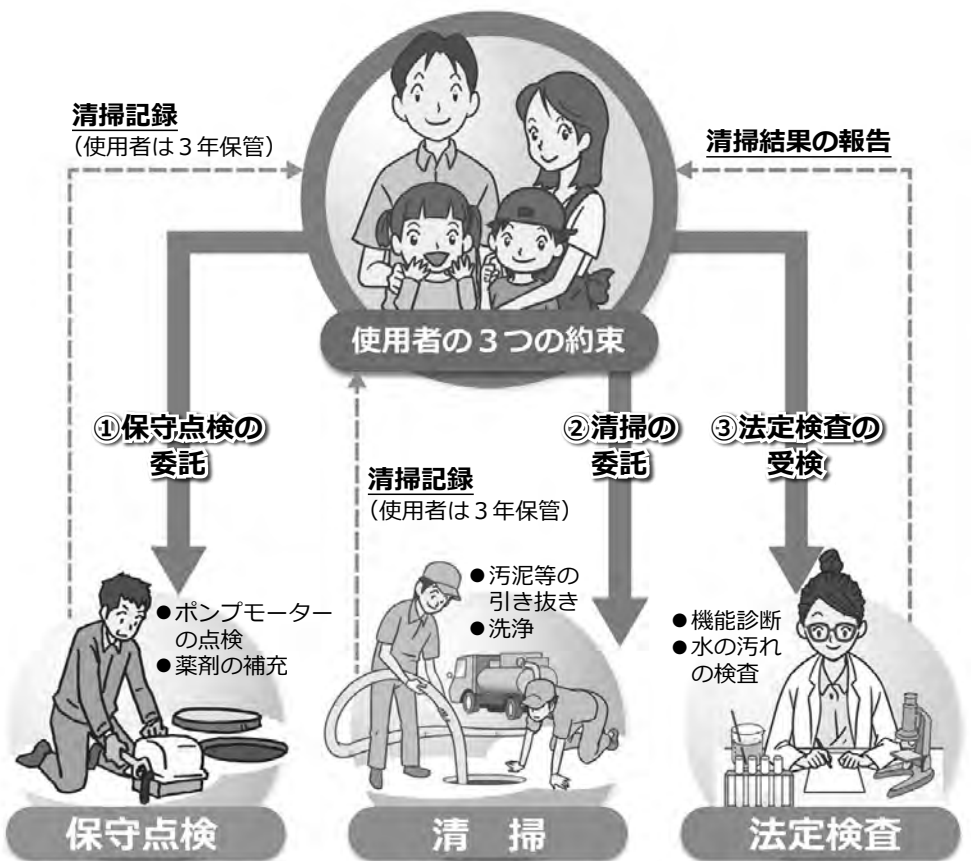 清掃記録
（使用者は３年保管）
清掃結果の報告
使用者の３つの約束
①保守点検の
委託
②清掃の
委託
③法定検査の
受検
清掃記録
（使用者は３年保管）
●ポンプモーター
の点検
●薬剤の補充
●汚泥等の
引き抜き
●洗浄
●機能診断
●水の汚れ
の検査
保守点検
清 掃
法定検査